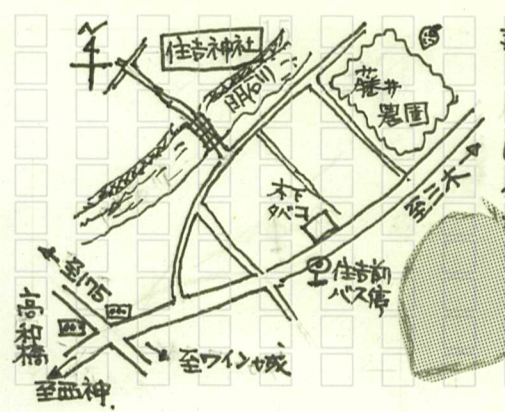 住吉神社
明石川
藤井
農園
木下
タバコ
至三木
住吉前
バス停
至175
高和橋
至ワイン城
至西神.